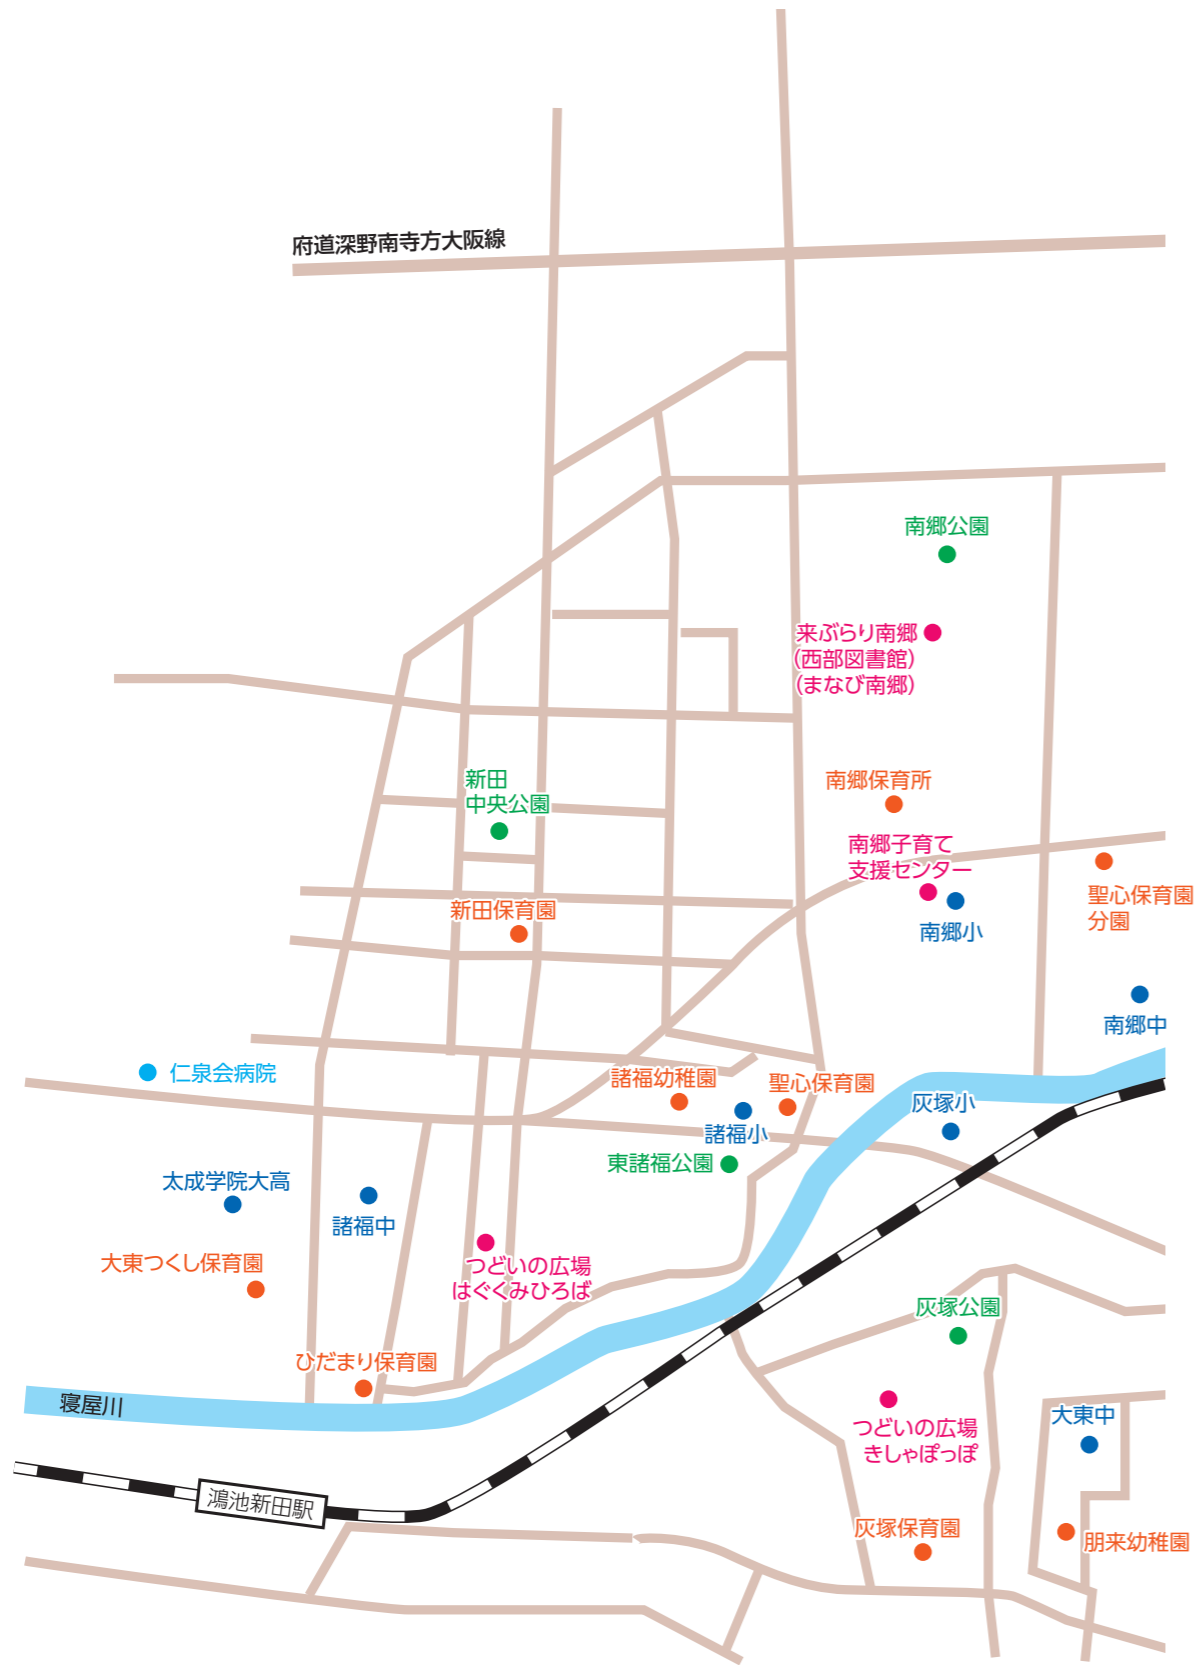 府道深野南寺方大阪線
南郷公園
来ぶらり南郷
(西部図書館)
(まなび南郷)
新田
中央公園
南郷保育所
南郷子育て
支援センター
聖心保育園
分園
新田保育園
南郷小
南郷中
仁泉会病院
諸福幼稚園
聖心保育園
灰塚小
諸福小
東諸福公園
太成学院大高
諸福中
大東つくし保育園
つどいの広場
はぐくみひろば
灰塚公園
ひだまり保育園
寝屋川
つどいの広場
きしゃぽっぽ
大東中
鴻池新田駅
灰塚保育園
朋来幼稚園